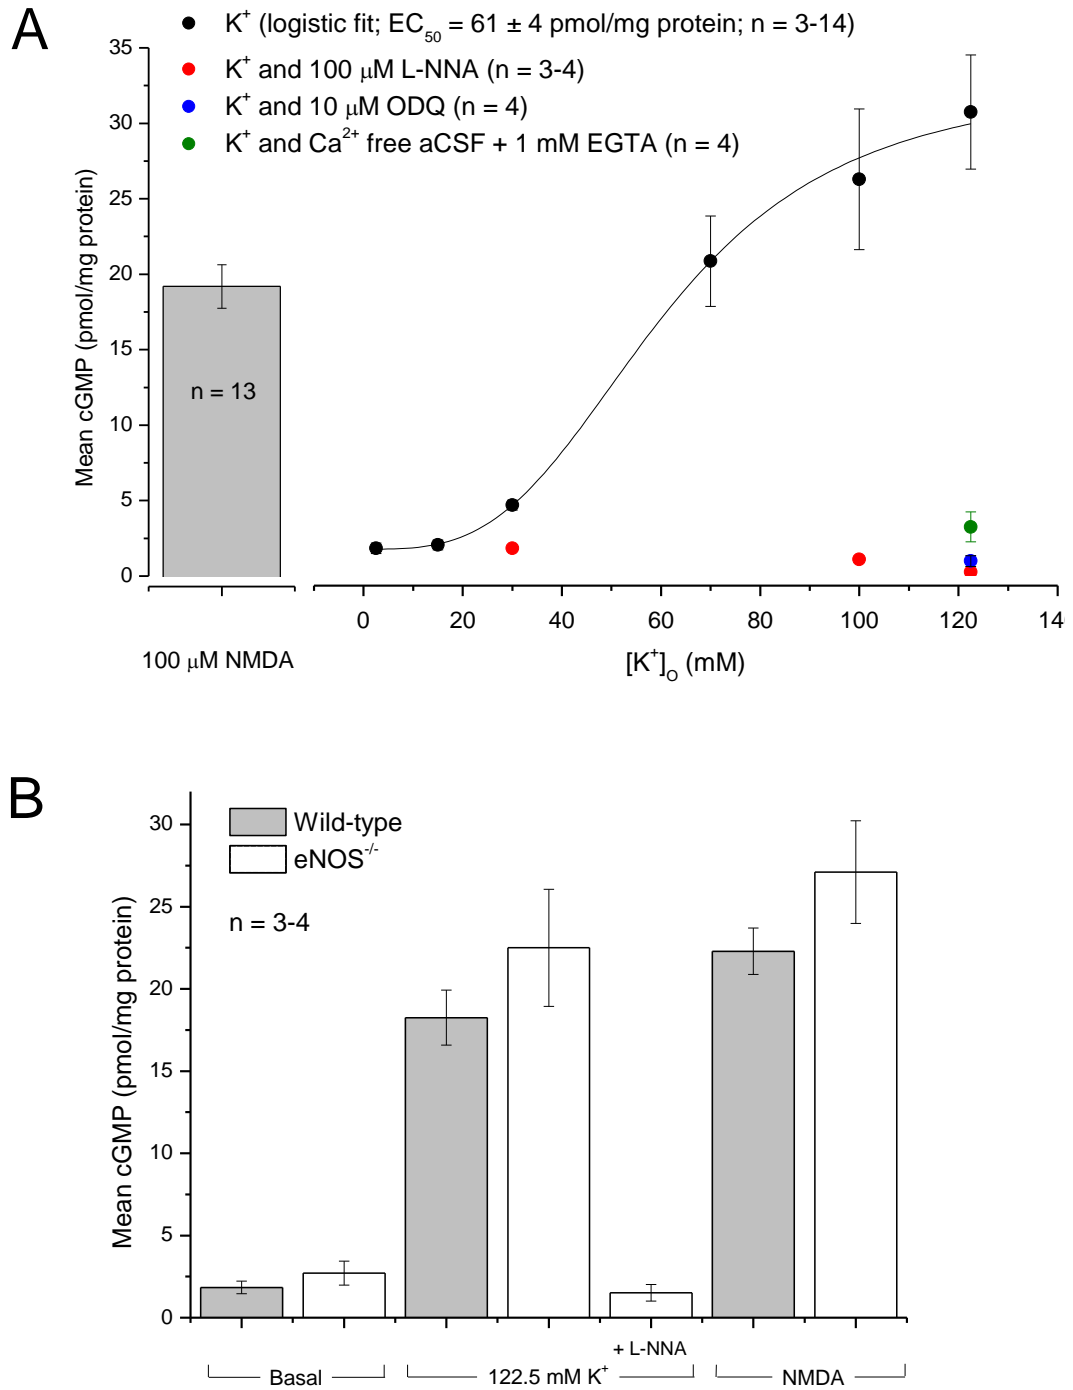 A
K⁺ (logistic fit; EC₅₀ = 61 ± 4 pmol/mg protein; n = 3-14)
K⁺ and 100 μM L-NNA (n = 3-4)
K⁺ and 10 μM ODQ (n = 4)
K⁺ and Ca²⁺ free aCSF + 1 mM EGTA (n = 4)
Mean cGMP (pmol/mg protein)
35
30
25
20
15
10
5
0
n = 13
0 20 40 60 80 100 120 140
100 μM NMDA
[K⁺]O (mM)
B
Wild-type
eNOS⁻/⁻
n = 3-4
Mean cGMP (pmol/mg protein)
30
25
20
15
10
5
0
+ L-NNA
Basal 122.5 mM K⁺ NMDA